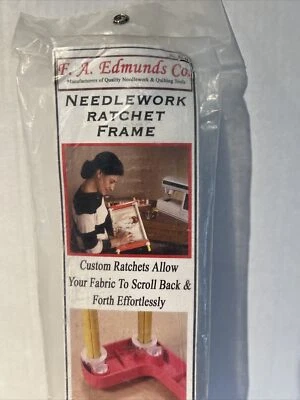 F. A. Edmunds Co.
Manufacturers of Quality Needlework & Quilting Tools
NEEDLEWORK
RATCHET
FRAME
Custom Ratchets Allow
Your Fabric To Scroll Back &
Forth Effortlessly